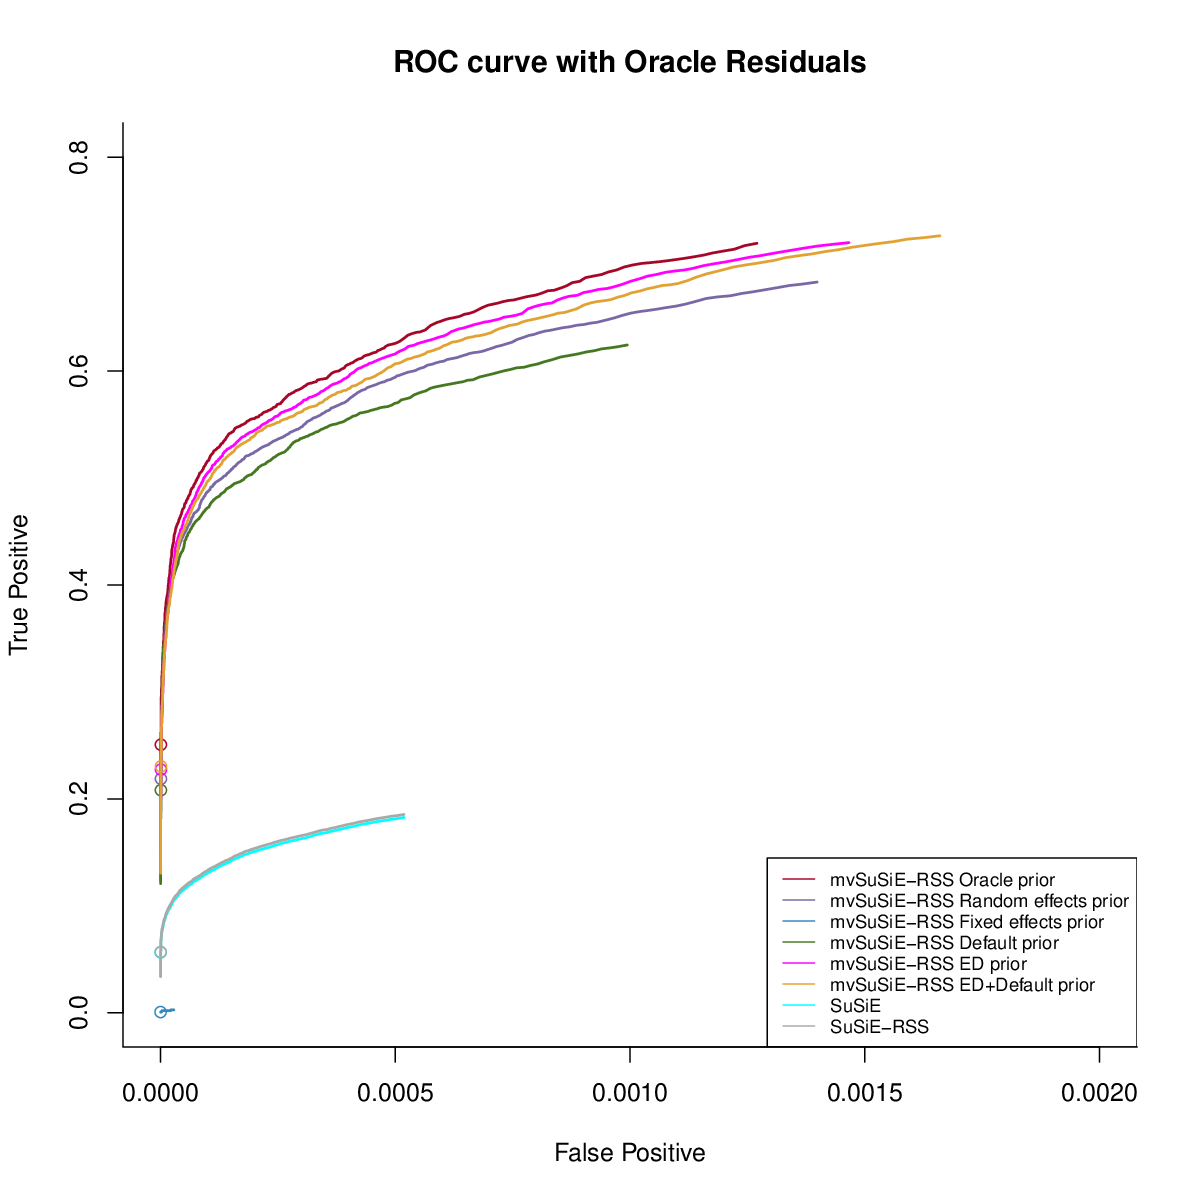 ROC curve with Oracle Residuals
True Positive
0.8
0.6
0.4
0.2
0.0
mvSuSiE−RSS Oracle prior
mvSuSiE−RSS Random effects prior
mvSuSiE−RSS Fixed effects prior
mvSuSiE−RSS Default prior
mvSuSiE−RSS ED prior
mvSuSiE−RSS ED+Default prior
SuSiE
SuSiE−RSS
0.0000 0.0005 0.0010 0.0015 0.0020
False Positive